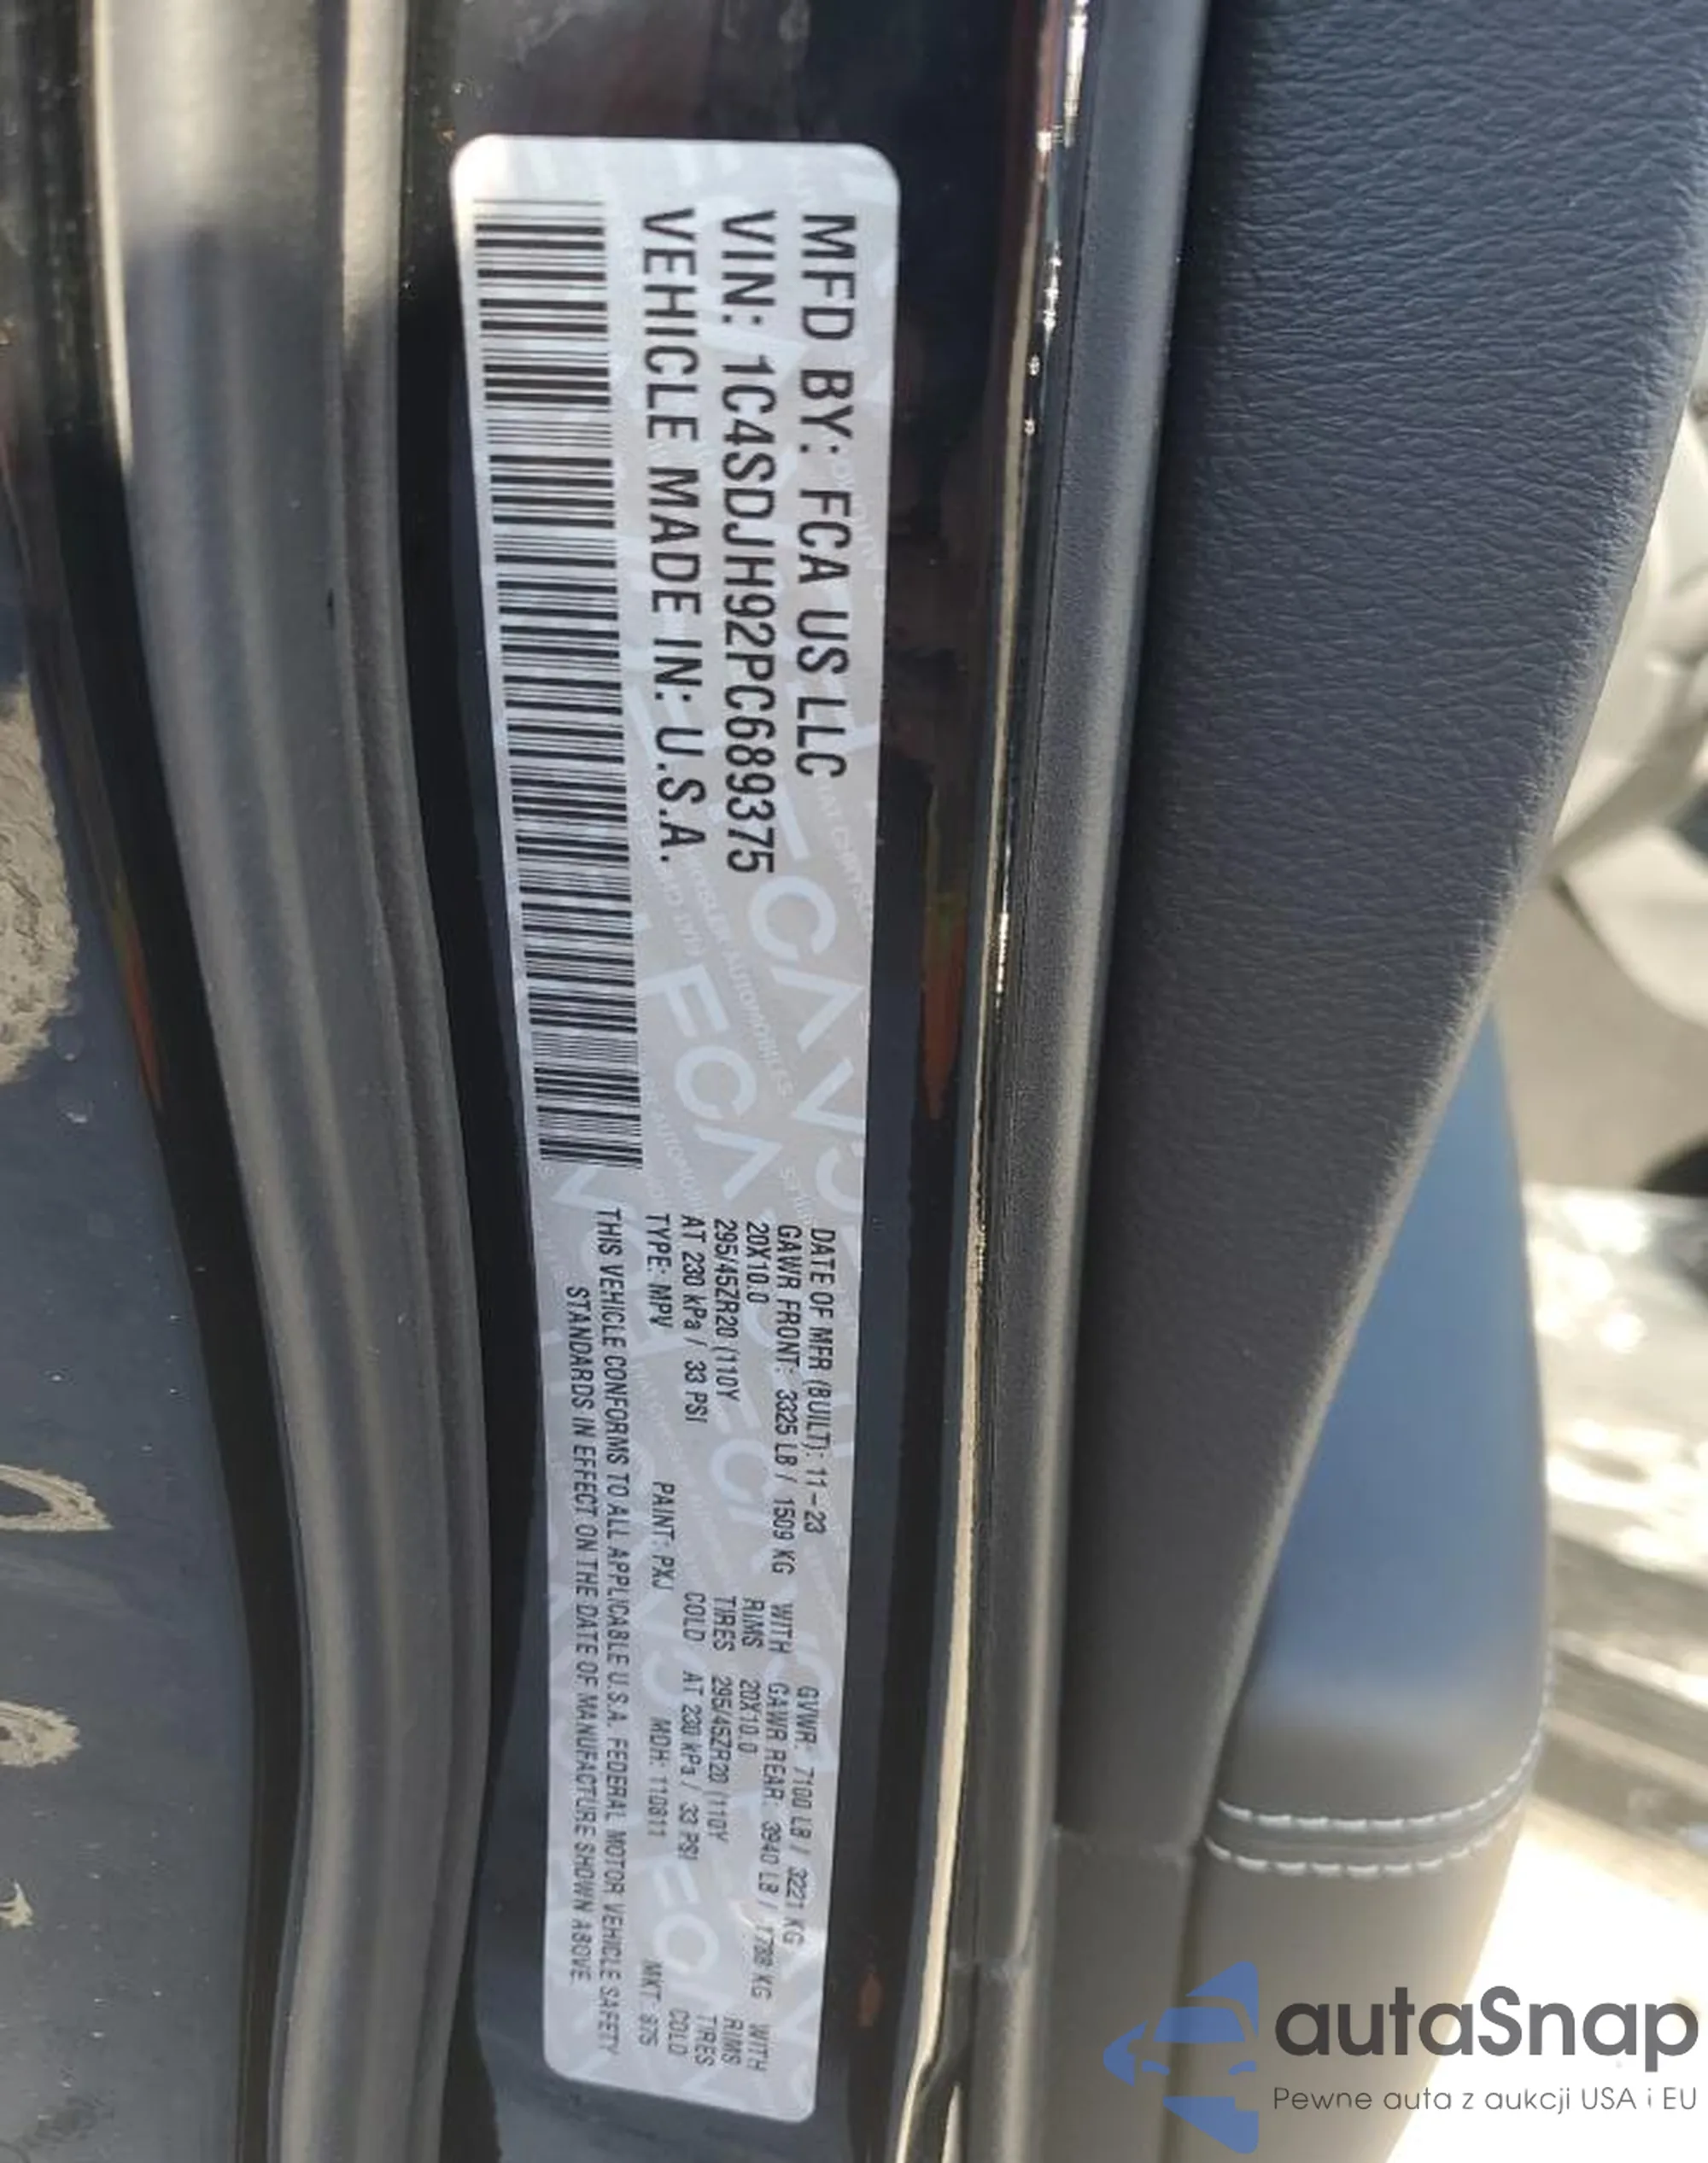 MFD BY: FCA US LLC
VIN: 1C4SDJH92PC689375
VEHICLE MADE IN: U.S.A.
DATE OF MFR (BUILT): 11-23 GVWR: 7100 LB / 3221 KG
GAWR FRONT: 3325 LB / 1509 KG WITH GAWR REAR: 3940 LB / 1788 KG WITH
20X10.0 RIMS 20X10.0 RIMS
295/45ZR20 (110Y TIRES 295/45ZR20 (110Y TIRES
AT 230 kPa / 33 PSI COLD AT 230 kPa / 33 PSI COLD
TYPE: MPV PAINT: PXJ MDH: 110811 MKT: 875
THIS VEHICLE CONFORMS TO ALL APPLICABLE U.S.A. FEDERAL MOTOR VEHICLE SAFETY
STANDARDS IN EFFECT ON THE DATE OF MANUFACTURE SHOWN ABOVE.
FCA
autaSnap
Pewne auta z aukcji USA i EU